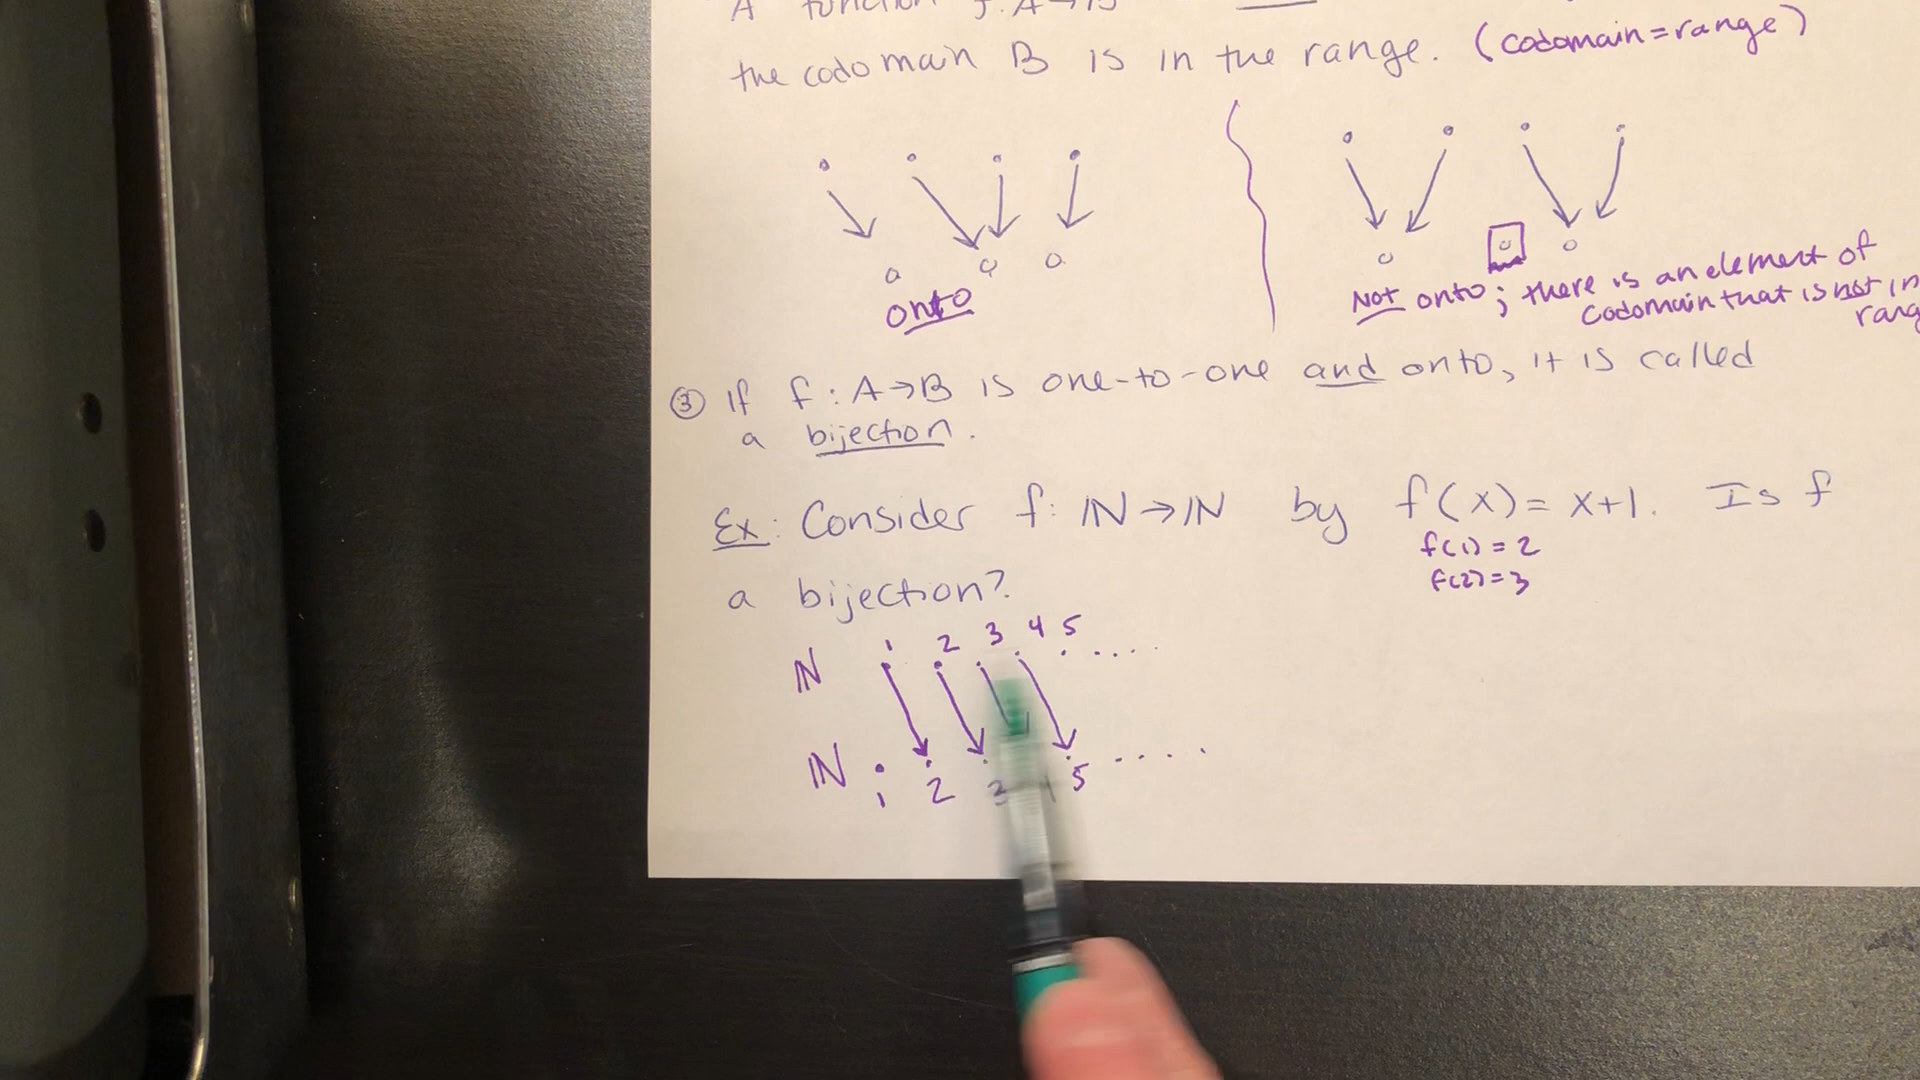 A function f: A→B
the codomain B is in the range. (codomain=range)
onto
Not onto; there is an element of
codomain that is not in
rang
③ If f: A→B is one-to-one and onto, it is called
a bijection.
Ex: Consider f: ℕ→ℕ by f(x)= x+1. Is f
f(1) = 2
f(2)=3
a bijection?
ℕ 1 2 3 4 5 ....
ℕ 1 2 3 5 ....